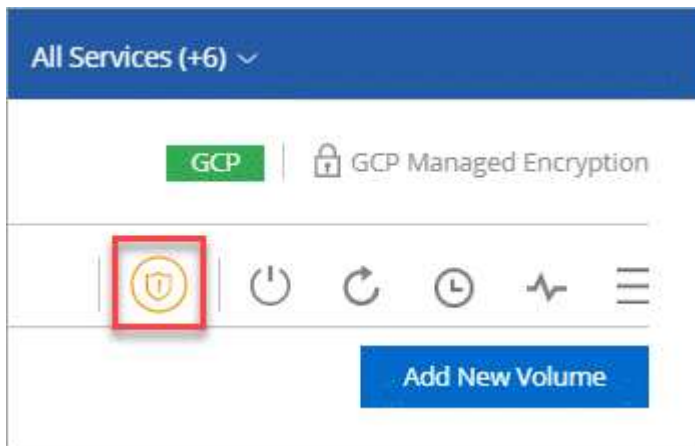 All Services (+6)
GCP
GCP Managed Encryption
Add New Volume